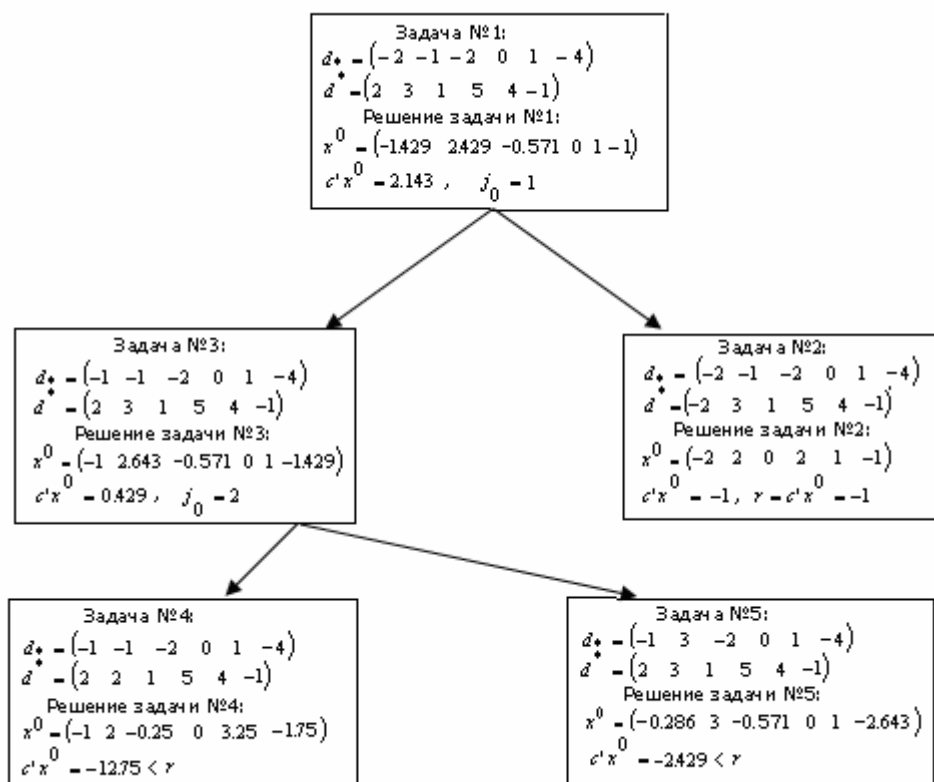 Задача №1:
d* = (−2 −1 −2 0 1 −4)
d* = (2 3 1 5 4 −1)
Решение задачи №1:
x⁰ = (−1.429 2.429 −0.571 0 1 −1)
c'x⁰ = 2.143 , j₀ = 1
Задача №3:
d* = (−1 −1 −2 0 1 −4)
d* = (2 3 1 5 4 −1)
Решение задачи №3:
x⁰ = (−1 2.643 −0.571 0 1 −1.429)
c'x⁰ = 0.429 , j₀ = 2
Задача №2:
d* = (−2 −1 −2 0 1 −4)
d* = (−2 3 1 5 4 −1)
Решение задачи №2:
x⁰ = (−2 2 0 2 1 −1)
c'x⁰ = −1 , r = c'x⁰ = −1
Задача №4:
d* = (−1 −1 −2 0 1 −4)
d* = (2 2 1 5 4 −1)
Решение задачи №4:
x⁰ = (−1 2 −0.25 0 3.25 −1.75)
c'x⁰ = −12.75 < r
Задача №5:
d* = (−1 3 −2 0 1 −4)
d* = (2 3 1 5 4 −1)
Решение задачи №5:
x⁰ = (−0.286 3 −0.571 0 1 −2.643)
c'x⁰ = −2.429 < r